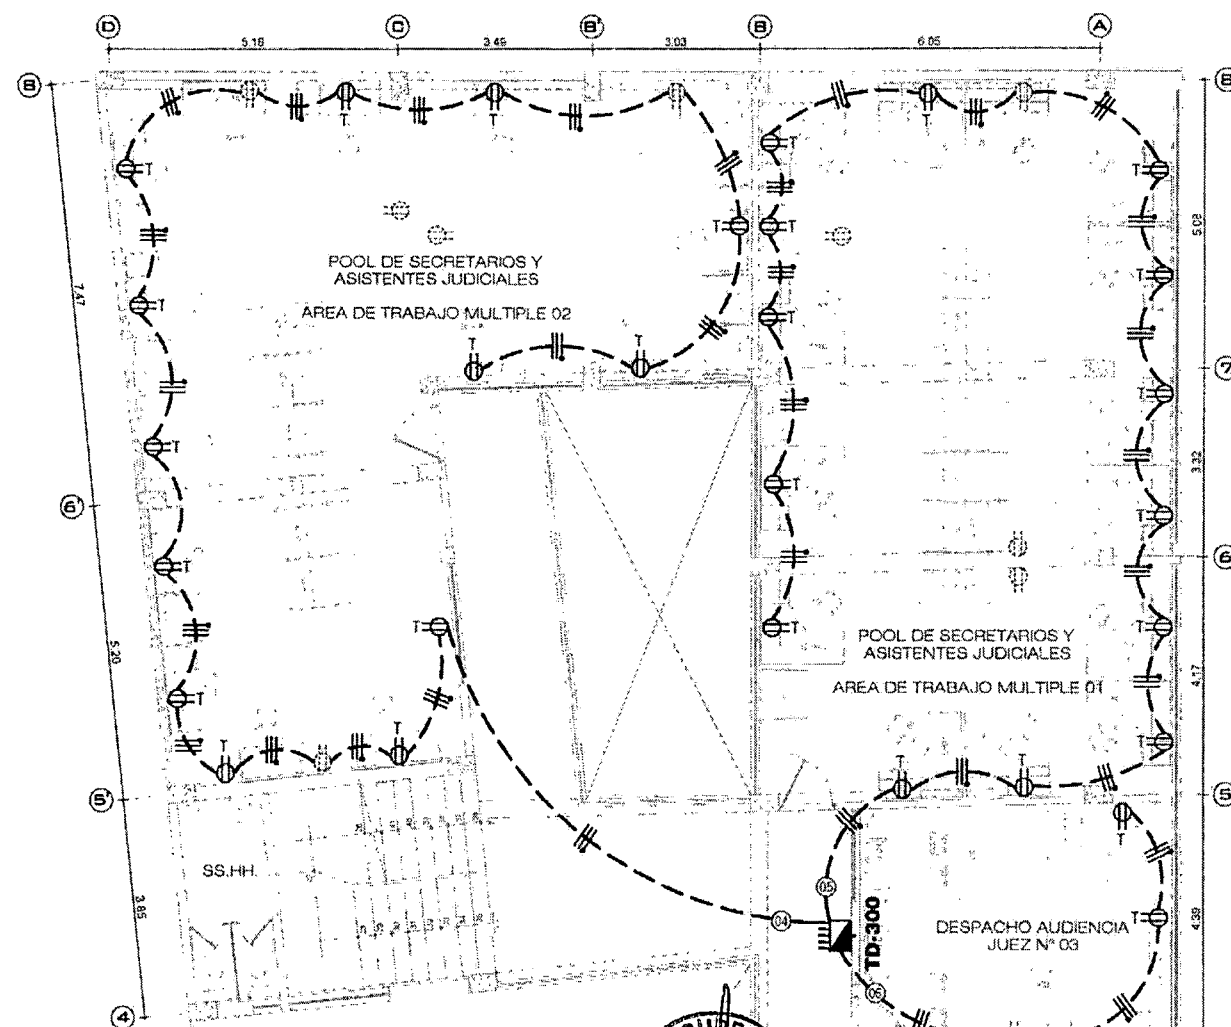 D C B' B A
5.16 3.49 3.03 6.05
8 8
T T T T
T T T
T T T
5.08
POOL DE SECRETARIOS Y
ASISTENTES JUDICIALES
AREA DE TRABAJO MULTIPLE 02
7.47
T T T T
T T
7
T T
3.32
6'
T T
T
6
5.20
T T T
POOL DE SECRETARIOS Y
ASISTENTES JUDICIALES
AREA DE TRABAJO MULTIPLE 01
4.17
T T T
T T T
5' 5
T
SS.HH.
05
3.85
04
TD-300
T
DESPACHO AUDIENCIA
JUEZ N° 03
4.39
06
4